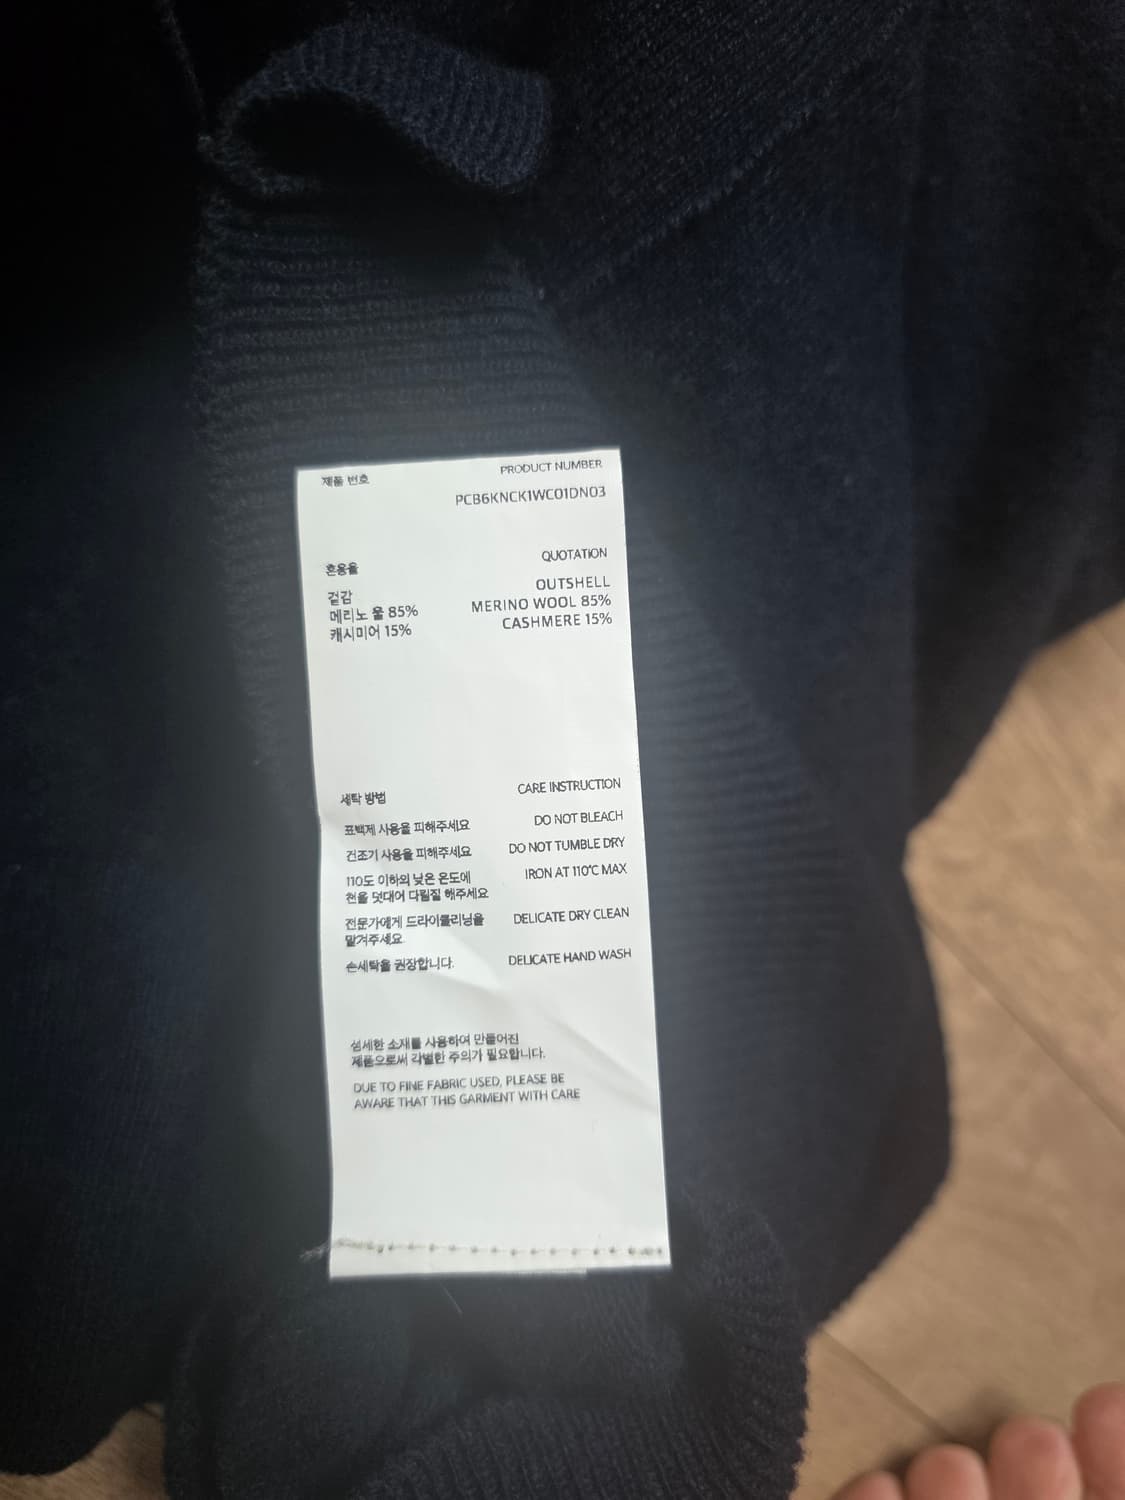 제품 번호 PRODUCT NUMBER
PCB6KNCK1WC01DN03
혼용율 QUOTATION
겉감 OUTSHELL
메리노 울 85% MERINO WOOL 85%
캐시미어 15% CASHMERE 15%
세탁 방법 CARE INSTRUCTION
표백제 사용을 피해주세요 DO NOT BLEACH
건조기 사용을 피해주세요 DO NOT TUMBLE DRY
110도 이하의 낮은 온도에 IRON AT 110℃ MAX
천을 덧대어 다림질 해주세요
전문가에게 드라이클리닝을 DELICATE DRY CLEAN
맡겨주세요.
손세탁을 권장합니다. DELICATE HAND WASH
섬세한 소재를 사용하여 만들어진
제품으로써 각별한 주의가 필요합니다.
DUE TO FINE FABRIC USED, PLEASE BE
AWARE THAT THIS GARMENT WITH CARE